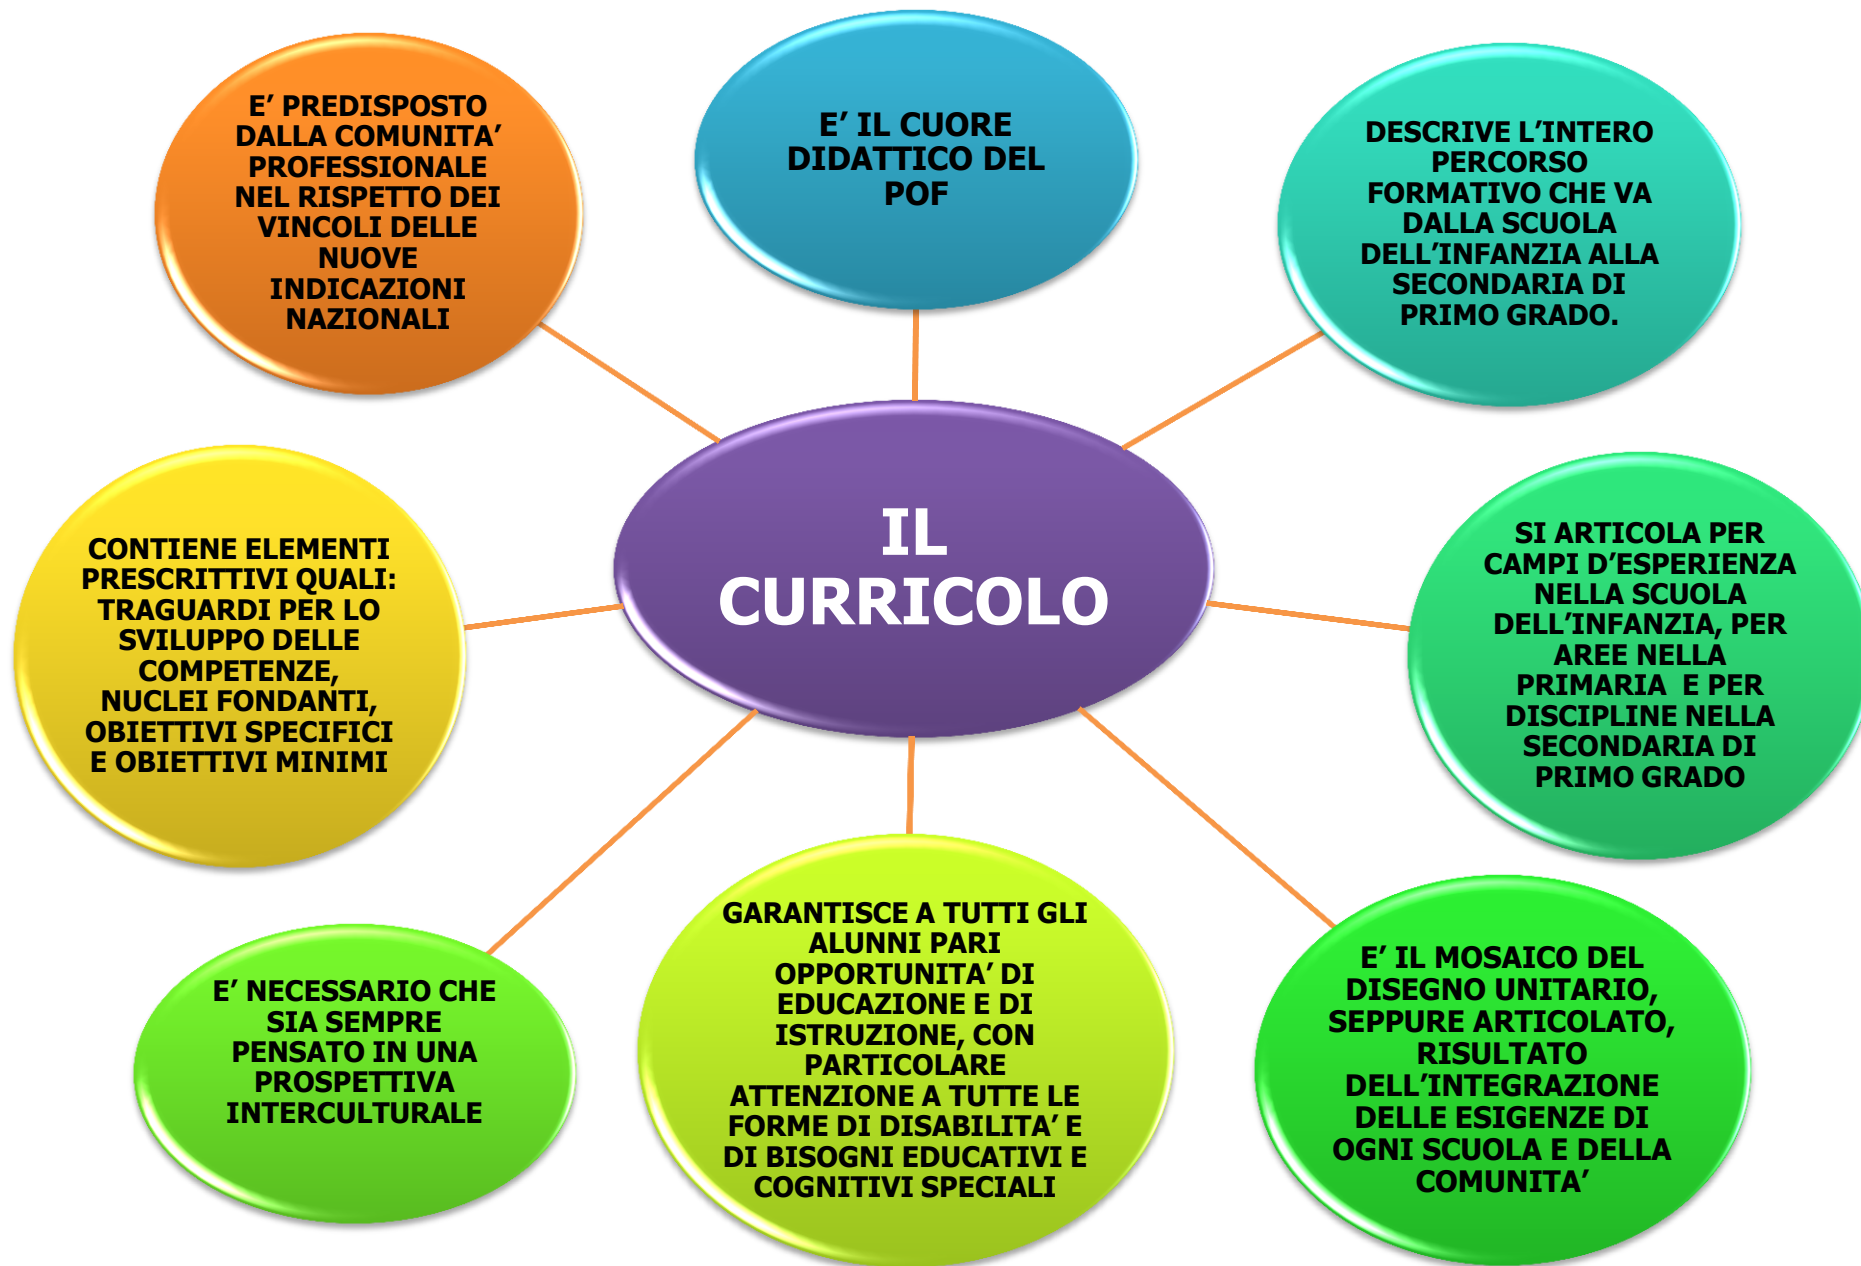 E’ PREDISPOSTO
DALLA COMUNITA’
PROFESSIONALE
NEL RISPETTO DEI
VINCOLI DELLE
NUOVE
INDICAZIONI
NAZIONALI
E’ IL CUORE
DIDATTICO DEL
POF
DESCRIVE L’INTERO
PERCORSO
FORMATIVO CHE VA
DALLA SCUOLA
DELL’INFANZIA ALLA
SECONDARIA DI
PRIMO GRADO.
CONTIENE ELEMENTI
PRESCRITTIVI QUALI:
TRAGUARDI PER LO
SVILUPPO DELLE
COMPETENZE,
NUCLEI FONDANTI,
OBIETTIVI SPECIFICI
E OBIETTIVI MINIMI
IL
CURRICOLO
SI ARTICOLA PER
CAMPI D’ESPERIENZA
NELLA SCUOLA
DELL’INFANZIA, PER
AREE NELLA
PRIMARIA E PER
DISCIPLINE NELLA
SECONDARIA DI
PRIMO GRADO
E’ NECESSARIO CHE
SIA SEMPRE
PENSATO IN UNA
PROSPETTIVA
INTERCULTURALE
GARANTISCE A TUTTI GLI
ALUNNI PARI
OPPORTUNITA’ DI
EDUCAZIONE E DI
ISTRUZIONE, CON
PARTICOLARE
ATTENZIONE A TUTTE LE
FORME DI DISABILITA’ E
DI BISOGNI EDUCATIVI E
COGNITIVI SPECIALI
E’ IL MOSAICO DEL
DISEGNO UNITARIO,
SEPPURE ARTICOLATO,
RISULTATO
DELL’INTEGRAZIONE
DELLE ESIGENZE DI
OGNI SCUOLA E DELLA
COMUNITA’